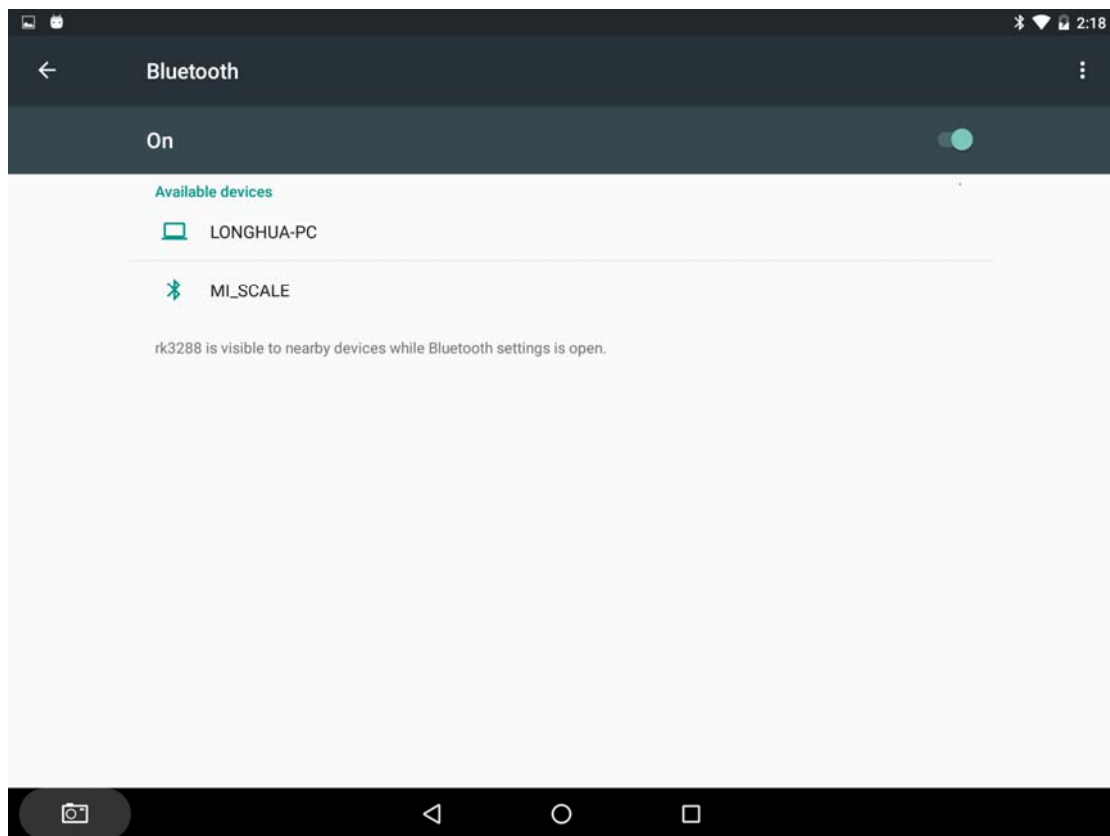 2:18
Bluetooth
On
Available devices
LONGHUA-PC
MI_SCALE
rk3288 is visible to nearby devices while Bluetooth settings is open.